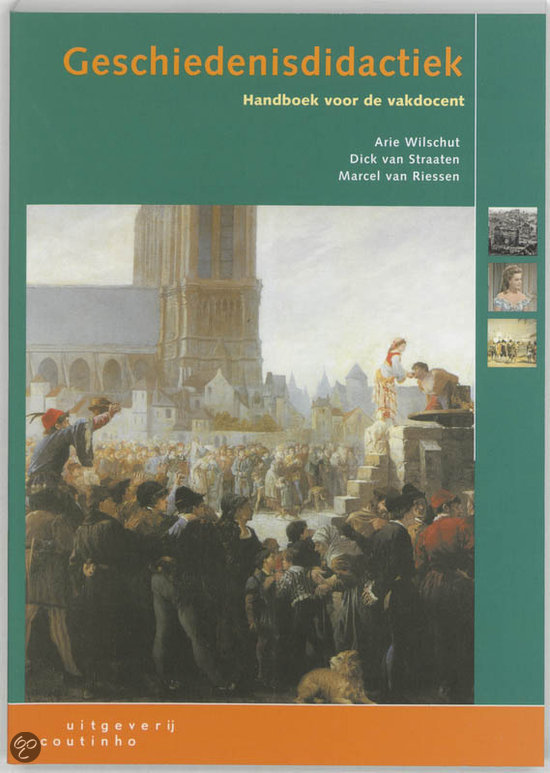 Geschiedenisdidactiek
Handboek voor de vakdocent
Arie Wilschut
Dick van Straaten
Marcel van Riessen
uitgeverij
coutinho